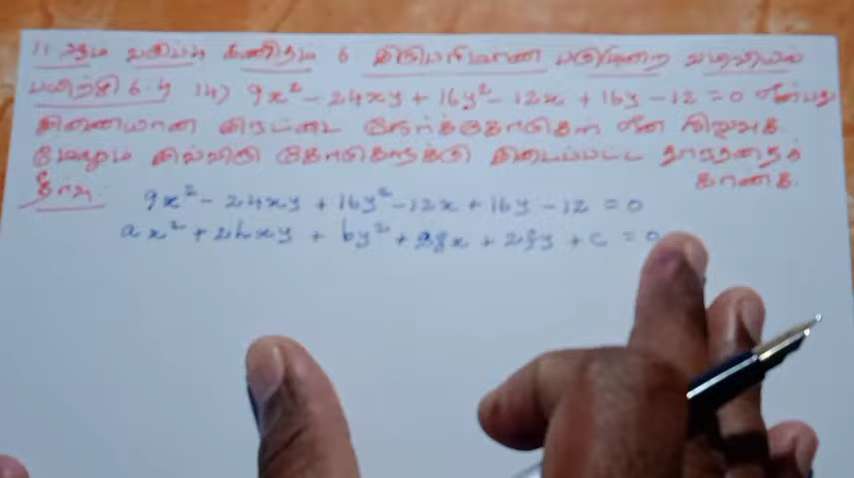 11 ஆம் வகுப்பு கணிதம் 6 இருபரிமாண பகுமுறை வடிவியல்
பயிற்சி 6.4 14) 9x² - 24xy + 16y² - 12x + 16y - 12 = 0 என்பது
இணையான இரட்டை நேர்க்கோடுகள் என நிறுவுக.
மேலும் இவ்விரு கோடுகளுக்கு இடைப்பட்ட தூரத்தைக்
தீர்வு காண்க.
9x² - 24xy + 16y² - 12x + 16y - 12 = 0
ax² + 2hxy + by² + 2gx + 2fy + c = 0